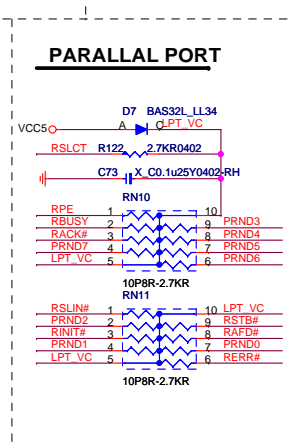 PARALLAL PORT
D7 BAS32L_LL34
VCC5 A C LPT_VC
RSLCT R122 2.7KR0402
C73 X_C0.1u25Y0402-RH
RN10
RPE 1 10
RBUSY 2 9 PRND3
RACK# 3 8 PRND4
PRND7 4 7 PRND5
LPT_VC 5 6 PRND6
10P8R-2.7KR
RN11
RSLIN# 1 10 LPT_VC
PRND2 2 9 RSTB#
RINIT# 3 8 RAFD#
PRND1 4 7 PRND0
LPT_VC 5 6 RERR#
10P8R-2.7KR